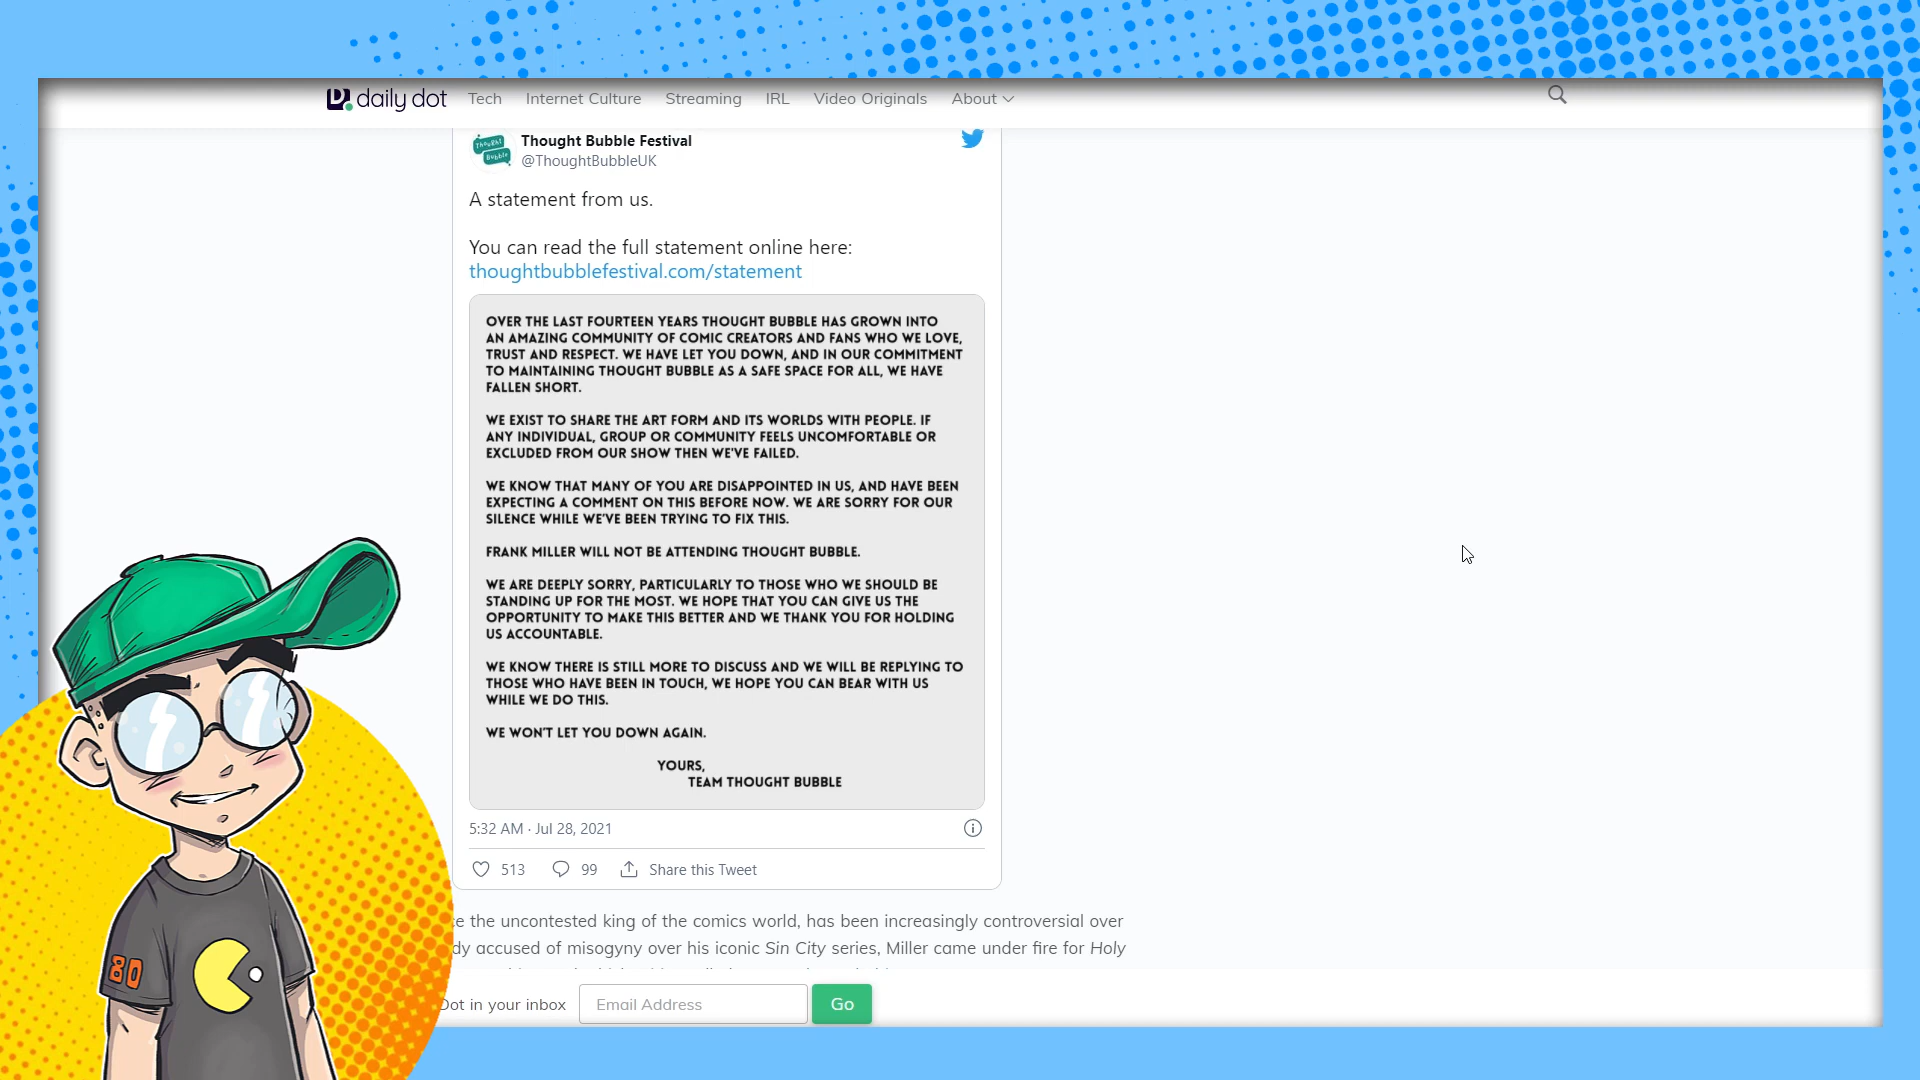 daily dot Tech Internet Culture Streaming IRL Video Originals About
Thought Bubble
Thought Bubble Festival
@ThoughtBubbleUK
A statement from us.
You can read the full statement online here:
thoughtbubblefestival.com/statement
OVER THE LAST FOURTEEN YEARS THOUGHT BUBBLE HAS GROWN INTO
AN AMAZING COMMUNITY OF COMIC CREATORS AND FANS WHO WE LOVE,
TRUST AND RESPECT. WE HAVE LET YOU DOWN, AND IN OUR COMMITMENT
TO MAINTAINING THOUGHT BUBBLE AS A SAFE SPACE FOR ALL, WE HAVE
FALLEN SHORT.
WE EXIST TO SHARE THE ART FORM AND ITS WORLDS WITH PEOPLE. IF
ANY INDIVIDUAL, GROUP OR COMMUNITY FEELS UNCOMFORTABLE OR
EXCLUDED FROM OUR SHOW THEN WE'VE FAILED.
WE KNOW THAT MANY OF YOU ARE DISAPPOINTED IN US, AND HAVE BEEN
EXPECTING A COMMENT ON THIS BEFORE NOW. WE ARE SORRY FOR OUR
SILENCE WHILE WE'VE BEEN TRYING TO FIX THIS.
FRANK MILLER WILL NOT BE ATTENDING THOUGHT BUBBLE.
WE ARE DEEPLY SORRY, PARTICULARLY TO THOSE WHO WE SHOULD BE
STANDING UP FOR THE MOST. WE HOPE THAT YOU CAN GIVE US THE
OPPORTUNITY TO MAKE THIS BETTER AND WE THANK YOU FOR HOLDING
US ACCOUNTABLE.
WE KNOW THERE IS STILL MORE TO DISCUSS AND WE WILL BE REPLYING TO
THOSE WHO HAVE BEEN IN TOUCH, WE HOPE YOU CAN BEAR WITH US
WHILE WE DO THIS.
WE WON'T LET YOU DOWN AGAIN.
YOURS,
TEAM THOUGHT BUBBLE
5:32 AM · Jul 28, 2021
513 99 Share this Tweet
the uncontested king of the comics world, has been increasingly controversial over
accused of misogyny over his iconic Sin City series, Miller came under fire for Holy
Dot in your inbox Email Address Go
80